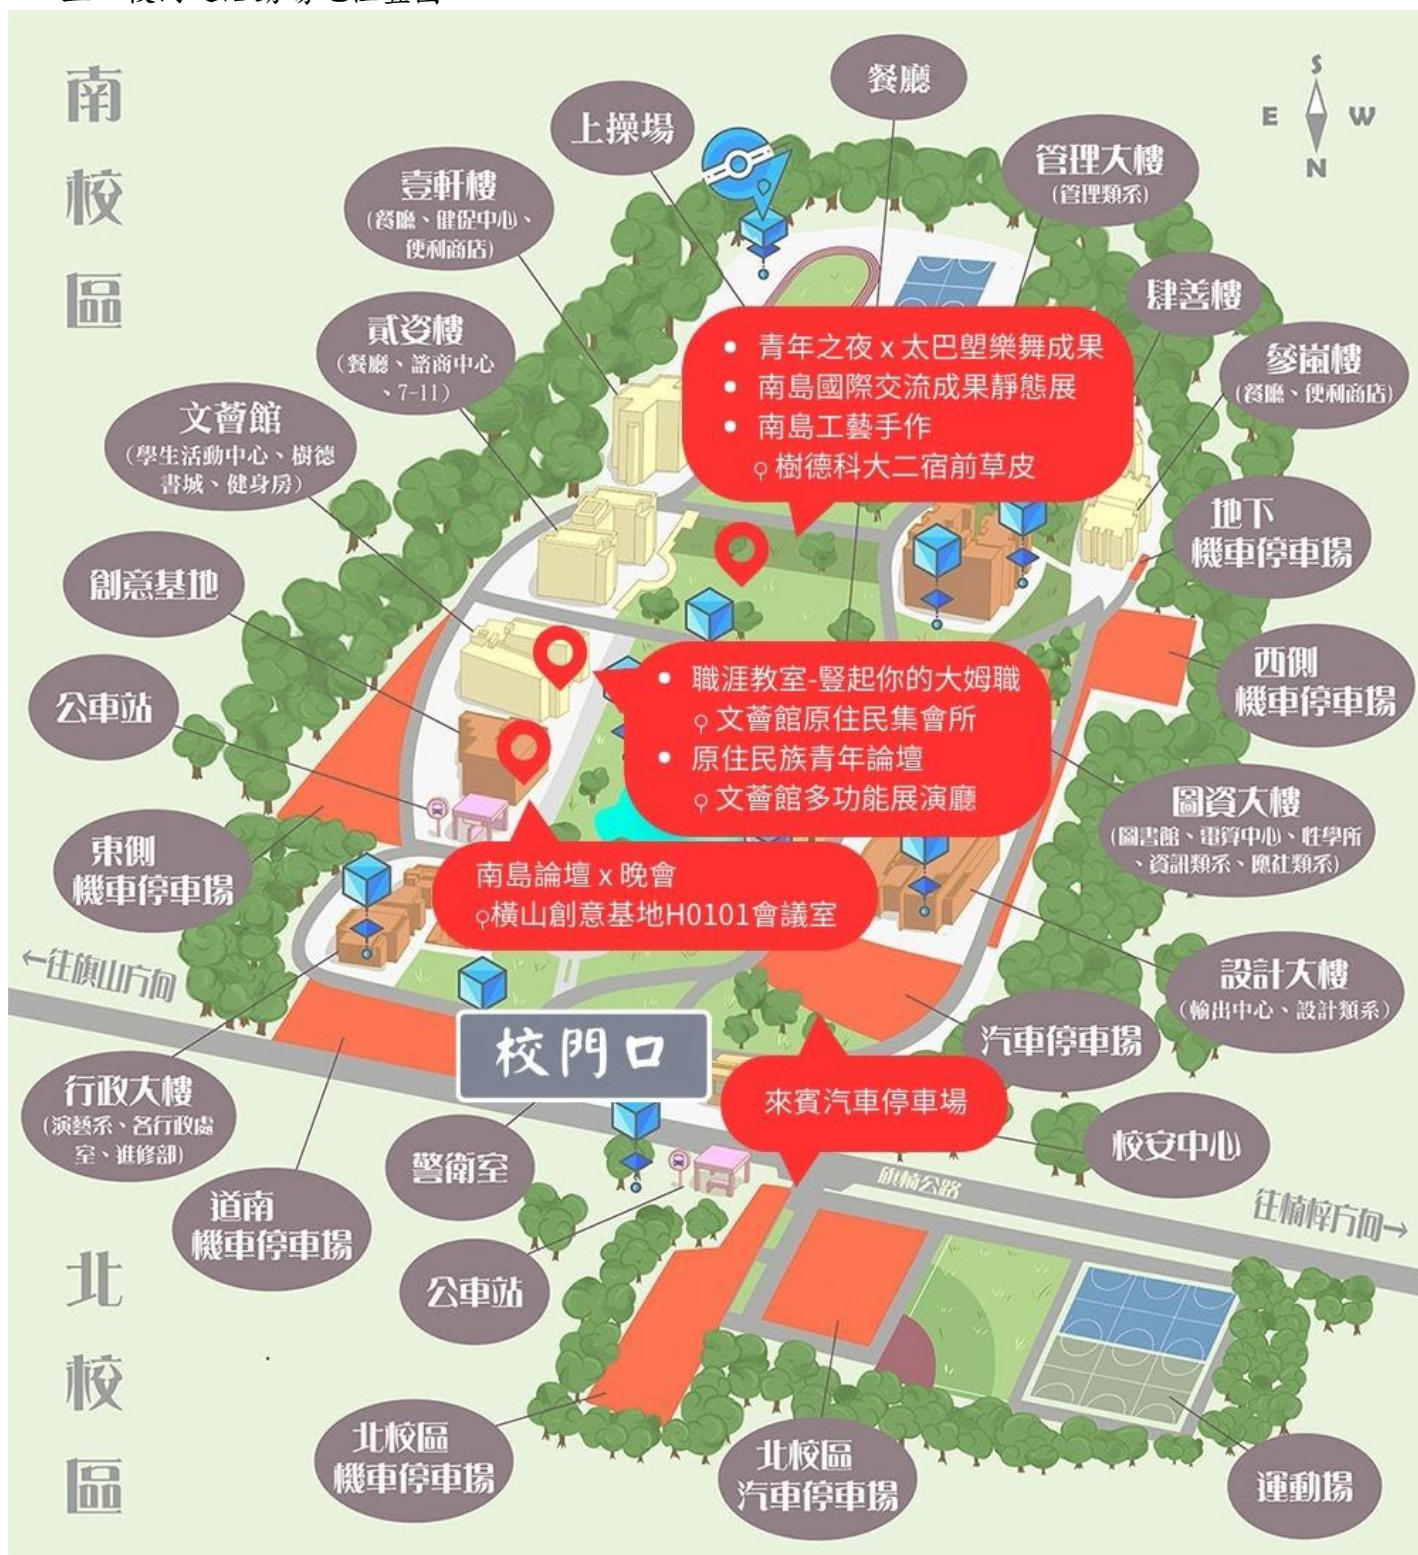 南校區
S
E W
N
餐廳
上操場
管理大樓
(管理類系)
壹軒樓
(餐廳、健促中心、
便利商店)
肆善樓
貳姿樓
(餐廳、諮商中心
、7-11)
參嵐樓
(餐廳、便利商店)
• 青年之夜 x 太巴塱樂舞成果
• 南島國際交流成果靜態展
• 南島工藝手作
樹德科大二宿前草皮
文薈館
(學生活動中心、樹德
書城、健身房)
地下
機車停車場
創意基地
西側
機車停車場
公車站
• 職涯教室-豎起你的大姆職
文薈館原住民集會所
• 原住民族青年論壇
文薈館多功能展演廳
圖資大樓
(圖書館、電算中心、性學所
、資訊類系、應社類系)
東側
機車停車場
南島論壇 x 晚會
橫山創意基地H0101會議室
←往旗山方向
設計大樓
(輸出中心、設計類系)
汽車停車場
校門口
行政大樓
(演藝系、各行政處
室、進修部)
來賓汽車停車場
校安中心
警衛室
旗楠公路
往楠梓方向→
道南
機車停車場
公車站
北校區
北校區
機車停車場
北校區
汽車停車場
運動場